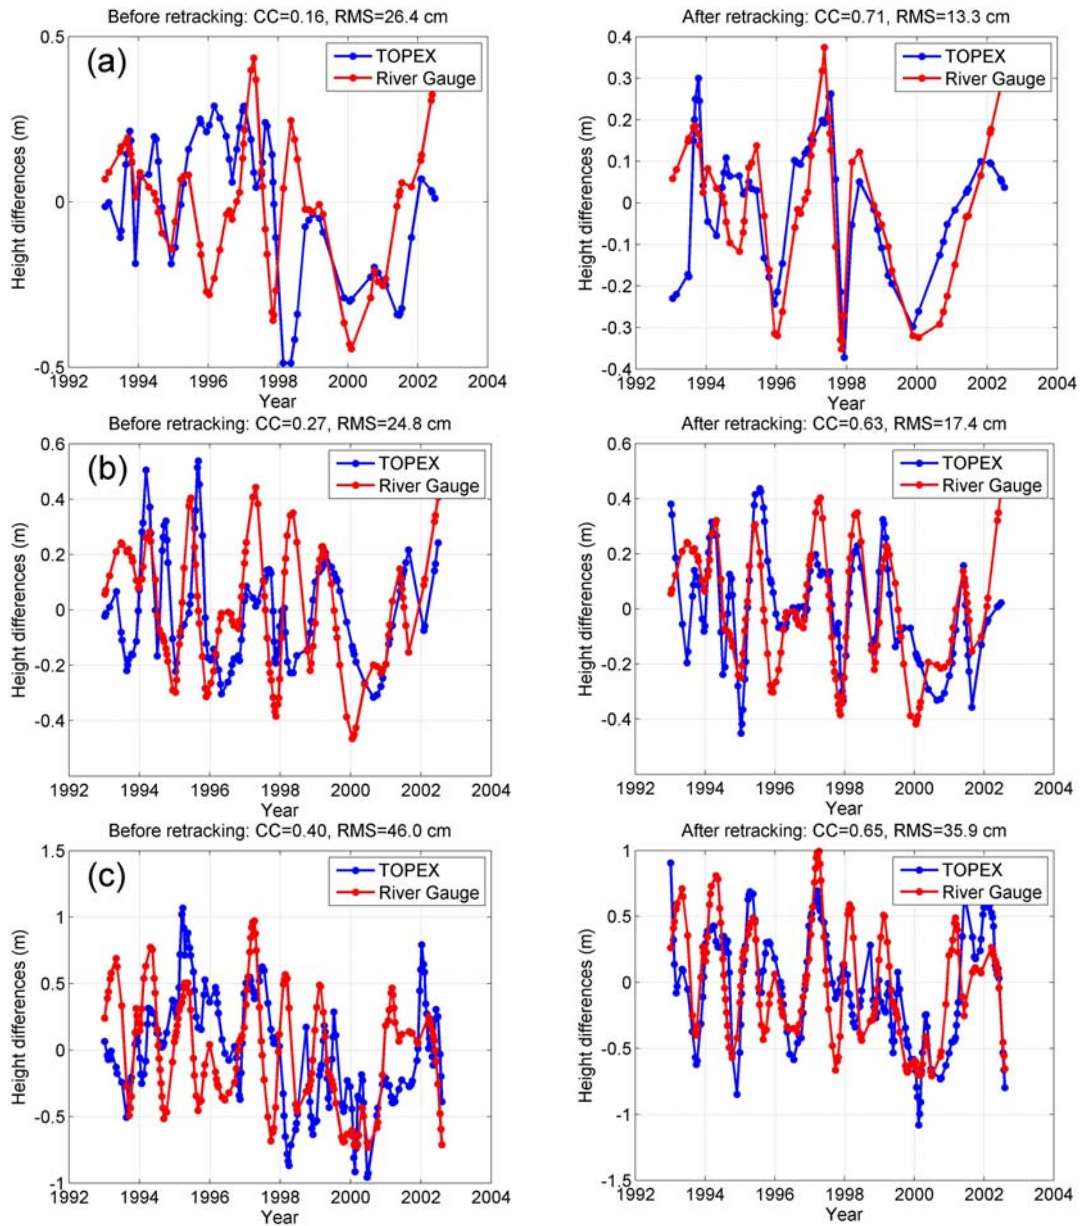 Before retracking: CC=0.16, RMS=26.4 cm
0.5
0
-0.5
Height differences (m)
(a)
TOPEX
River Gauge
1992 1994 1996 1998 2000 2002 2004
Year
After retracking: CC=0.71, RMS=13.3 cm
0.4
0.3
0.2
0.1
0
-0.1
-0.2
-0.3
-0.4
Height differences (m)
TOPEX
River Gauge
1992 1994 1996 1998 2000 2002 2004
Year
Before retracking: CC=0.27, RMS=24.8 cm
0.6
0.4
0.2
0
-0.2
-0.4
Height differences (m)
(b)
TOPEX
River Gauge
1992 1994 1996 1998 2000 2002 2004
Year
After retracking: CC=0.63, RMS=17.4 cm
0.6
0.4
0.2
0
-0.2
-0.4
Height differences (m)
TOPEX
River Gauge
1992 1994 1996 1998 2000 2002 2004
Year
Before retracking: CC=0.40, RMS=46.0 cm
1.5
1
0.5
0
-0.5
-1
Height differences (m)
(c)
TOPEX
River Gauge
1992 1994 1996 1998 2000 2002 2004
Year
After retracking: CC=0.65, RMS=35.9 cm
1
0.5
0
-0.5
-1
-1.5
Height differences (m)
TOPEX
River Gauge
1992 1994 1996 1998 2000 2002 2004
Year